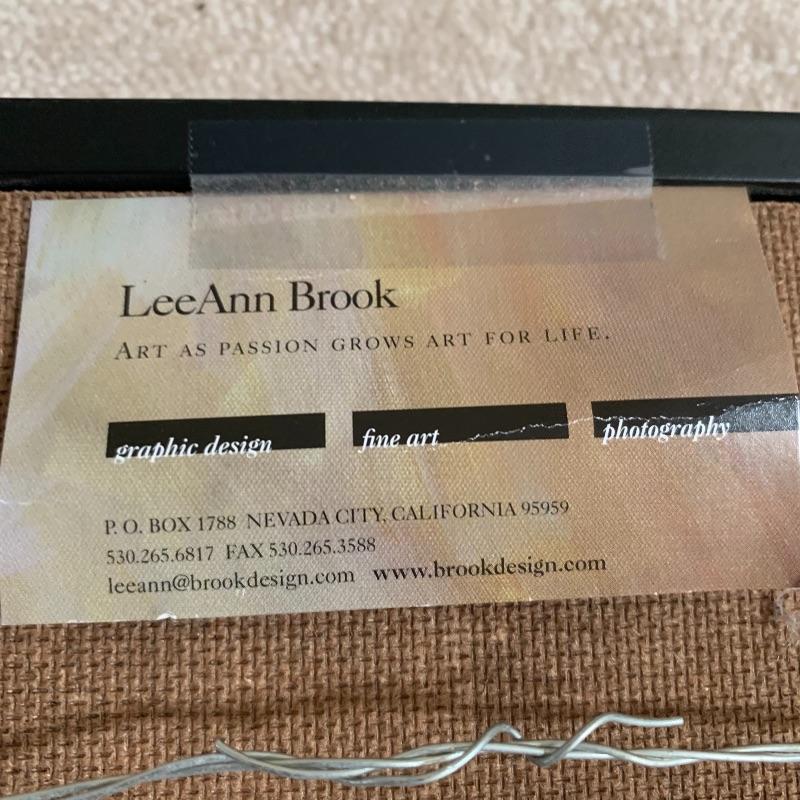 LeeAnn Brook
ART AS PASSION GROWS ART FOR LIFE.
graphic design fine art photography
P. O. BOX 1788 NEVADA CITY, CALIFORNIA 95959
530.265.6817 FAX 530.265.3588
leeann@brookdesign.com www.brookdesign.com